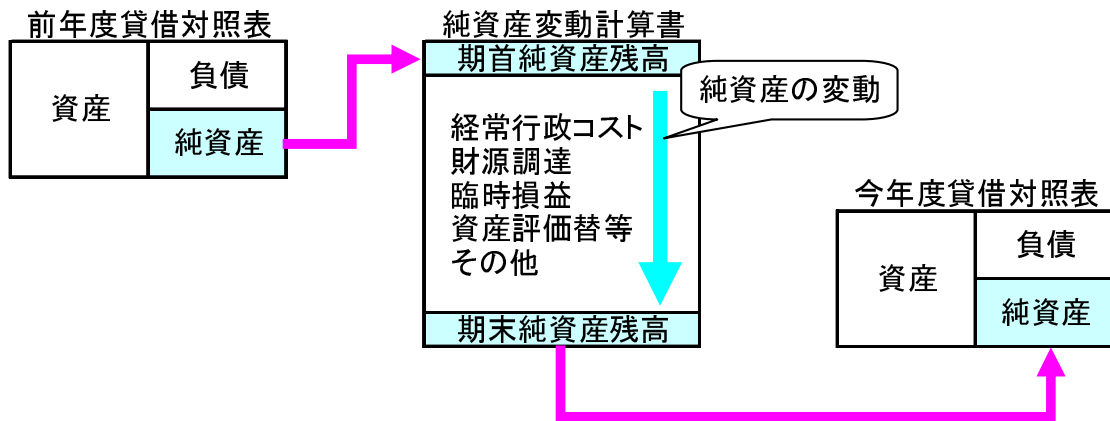 前年度貸借対照表
資産
負債
純資産
純資産変動計算書
期首純資産残高
純資産の変動
経常行政コスト
財源調達
臨時損益
資産評価替等
その他
期末純資産残高
今年度貸借対照表
資産
負債
純資産